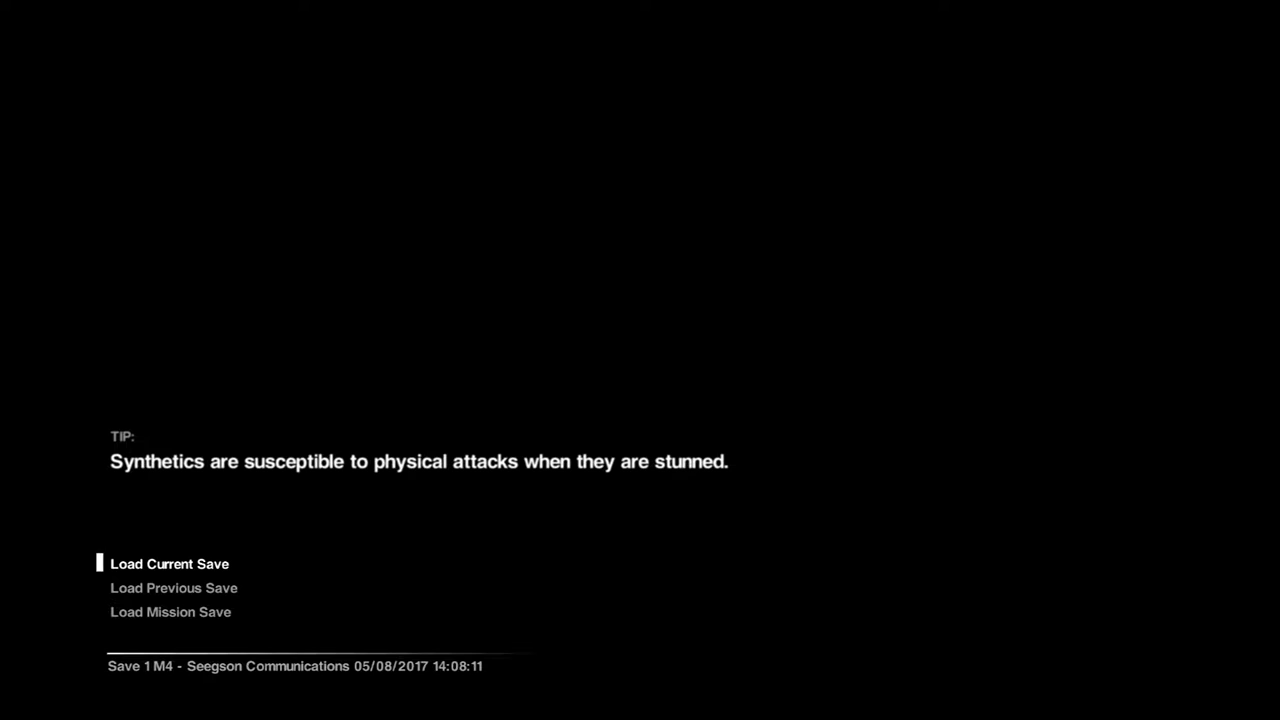 TIP:
Synthetics are susceptible to physical attacks when they are stunned.
Load Current Save
Load Previous Save
Load Mission Save
Save 1 M4 - Seegson Communications 05/08/2017 14:08:11